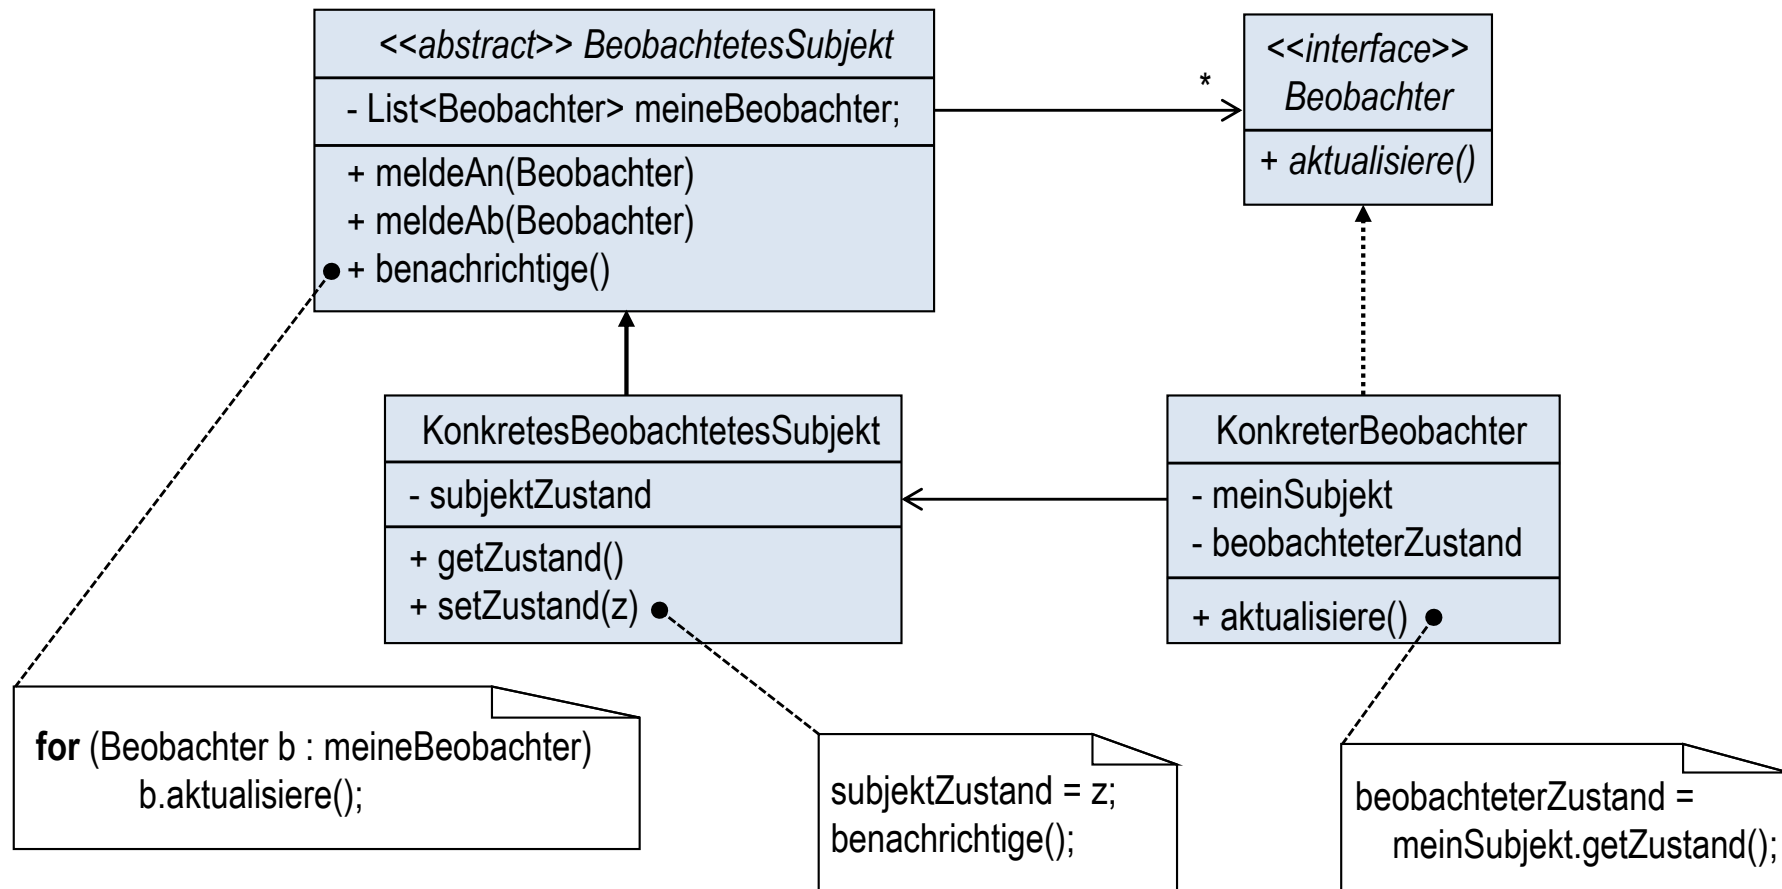 <<abstract>> BeobachtetesSubjekt
- List<Beobachter> meineBeobachter;
+ meldeAn(Beobachter)
+ meldeAb(Beobachter)
+ benachrichtige()
*
<<interface>>
Beobachter
+ aktualisiere()
KonkretesBeobachtetesSubjekt
- subjektZustand
+ getZustand()
+ setZustand(z)
KonkreterBeobachter
- meinSubjekt
- beobachteterZustand
+ aktualisiere()
for (Beobachter b : meineBeobachter)
b.aktualisiere();
subjektZustand = z;
benachrichtige();
beobachteterZustand =
meinSubjekt.getZustand();